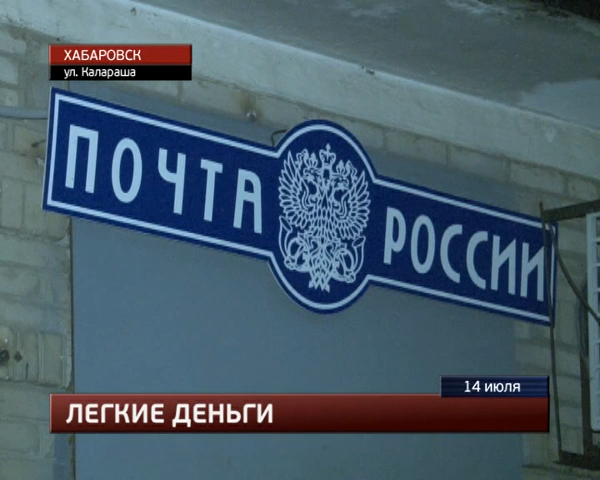 ХАБАРОВСК
ул. Калараша
ПОЧТА РОССИИ
14 июля
ЛЕГКИЕ ДЕНЬГИ